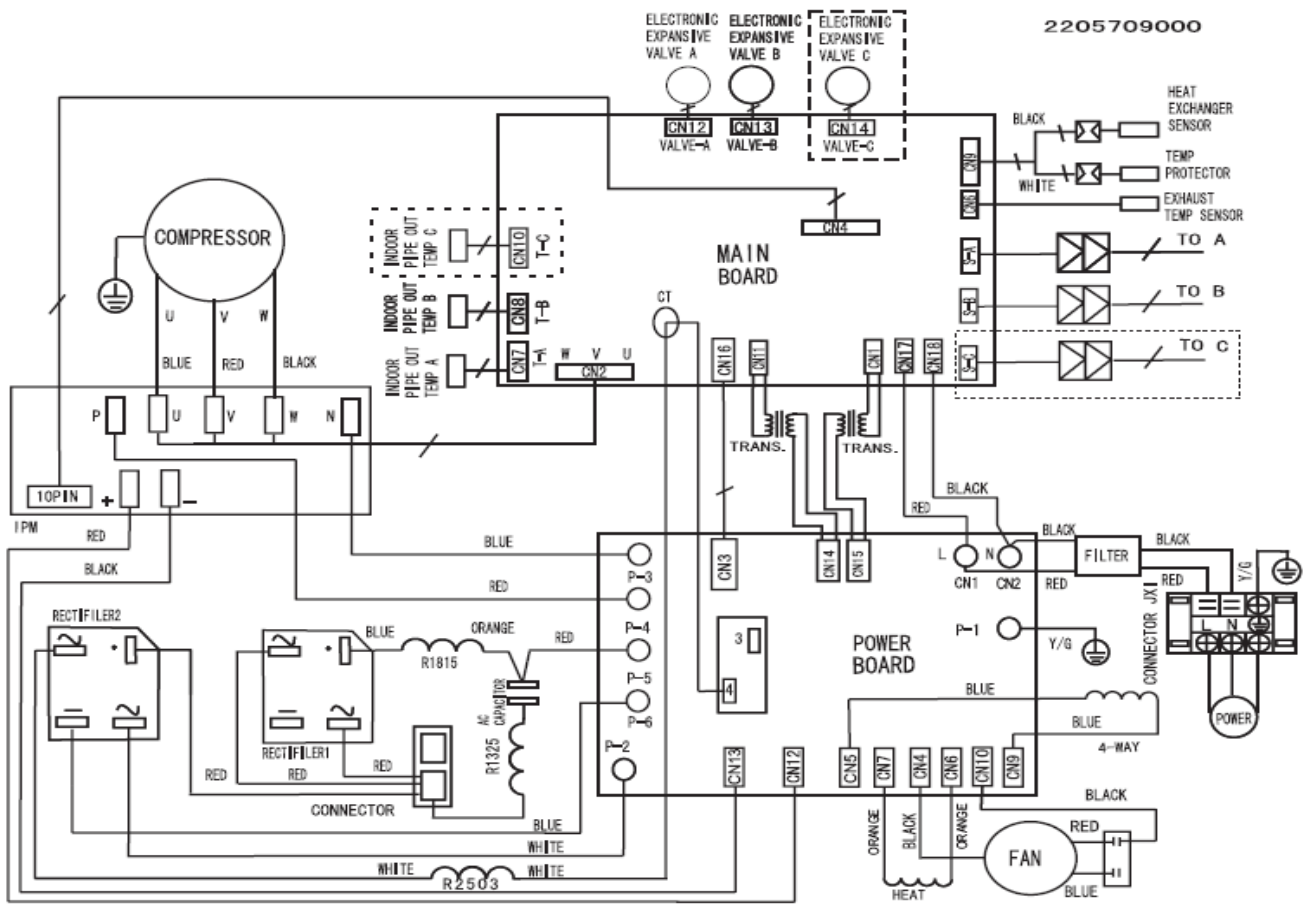 2205709000
ELECTRONIC
EXPANSIVE
VALVE A
ELECTRONIC
EXPANSIVE
VALVE B
ELECTRONIC
EXPANSIVE
VALVE C
CN12
VALVE-A
CN13
VALVE-B
CN14
VALVE-C
BLACK
WHITE
HEAT
EXCHANGER
SENSOR
TEMP
PROTECTOR
EXHAUST
TEMP SENSOR
CN9
CN6
S-A
TO A
S-B
TO B
S-C
TO C
CN4
MAIN
BOARD
COMPRESSOR
INDOOR
PIPE OUT
TEMP C
CN10
T-C
INDOOR
PIPE OUT
TEMP B
CN8
T-B
INDOOR
PIPE OUT
TEMP A
CN7
T-A
W V U
CN2
CT
CN16
CN11
CN1
CN17
CN18
U V W
BLUE
RED
BLACK
P
U
V
W
N
10PIN
+
−
IPM
TRANS.
TRANS.
RED
BLACK
RED
BLACK
BLUE
RED
CN3
CN14
CN15
L
N
CN1
CN2
BLACK
RED
FILTER
BLACK
RED
Y/G
CONNECTOR JX1
L N
POWER
P-3
P-4
P-5
P-6
P-2
P-1
Y/G
3
4
POWER
BOARD
RECTIFILER2
~
+
−
~
RECTIFILER1
~
+
−
~
BLUE
R1815
ORANGE
RED
AC
CAPACITOR
R1325
RED
RED
RED
CONNECTOR
BLUE
WHITE
WHITE
R2503
WHITE
CN13
CN12
CN5
CN7
CN4
CN6
CN10
CN9
BLUE
BLUE
4-WAY
ORANGE
BLACK
ORANGE
HEAT
FAN
BLACK
RED
BLUE